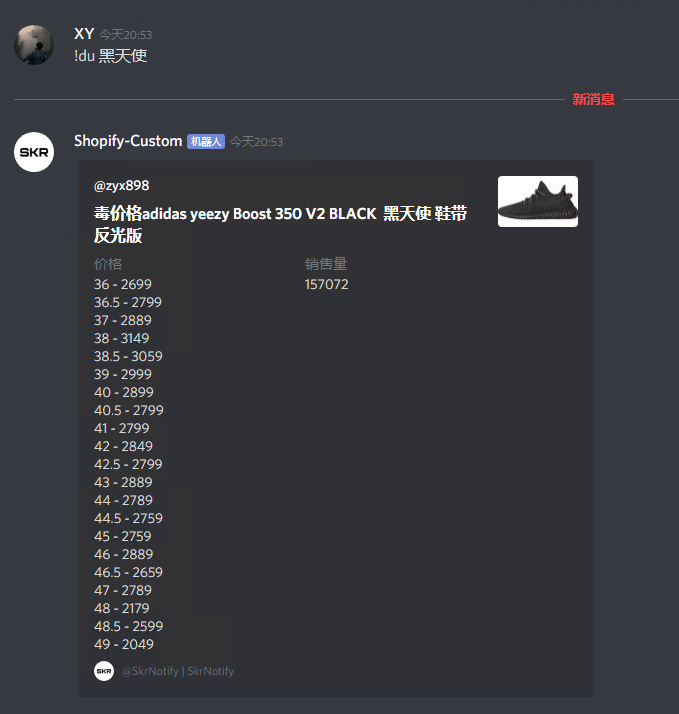 XY 今天20:53
!du 黑天使
新消息
SKR
Shopify-Custom 机器人 今天20:53
@zyx898
毒价格adidas yeezy Boost 350 V2 BLACK 黑天使 鞋带
反光版
价格 销售量
36 - 2699 157072
36.5 - 2799
37 - 2889
38 - 3149
38.5 - 3059
39 - 2999
40 - 2899
40.5 - 2799
41 - 2799
42 - 2849
42.5 - 2799
43 - 2889
44 - 2789
44.5 - 2759
45 - 2759
46 - 2889
46.5 - 2659
47 - 2789
48 - 2179
48.5 - 2599
49 - 2049
SKR @SkrNotify | SkrNotify